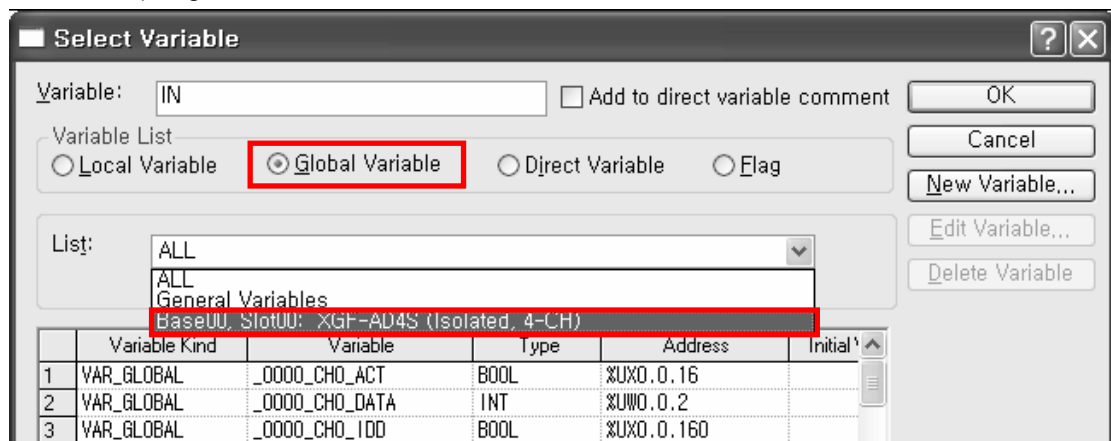 Select Variable
Variable: IN Add to direct variable comment OK
Variable List Cancel
Local Variable Global Variable Direct Variable Flag
New Variable...
List: ALL Edit Variable...
ALL Delete Variable
General Variables
Base00, Slot00: XGF-AD4S (Isolated, 4-CH)
Variable Kind Variable Type Address Initial
1 VAR_GLOBAL _0000_CH0_ACT BOOL %UX0.0.16
2 VAR_GLOBAL _0000_CH0_DATA INT %UW0.0.2
3 VAR_GLOBAL _0000_CH0_IDD BOOL %UX0.0.160